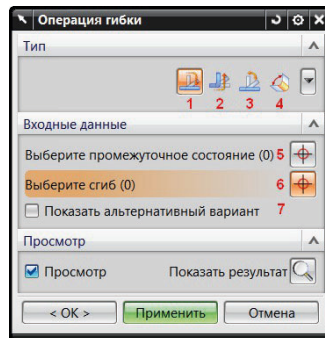 Операция гибки
Тип
1 2 3 4
Входные данные
Выберите промежуточное состояние (0) 5
Выберите сгиб (0) 6
Показать альтернативный вариант 7
Просмотр
Просмотр Показать результат
< OK > Применить Отмена